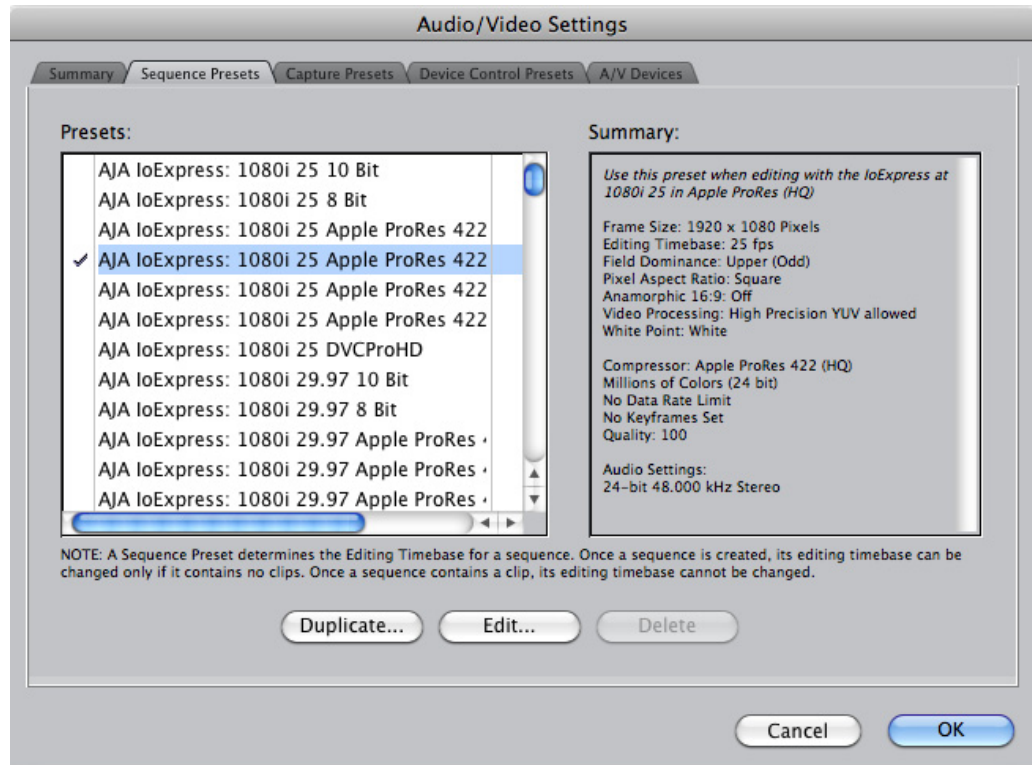 Audio/Video Settings
Summary
Sequence Presets
Capture Presets
Device Control Presets
A/V Devices
Presets:
AJA IoExpress: 1080i 25 10 Bit
AJA IoExpress: 1080i 25 8 Bit
AJA IoExpress: 1080i 25 Apple ProRes 422
AJA IoExpress: 1080i 25 Apple ProRes 422
AJA IoExpress: 1080i 25 Apple ProRes 422
AJA IoExpress: 1080i 25 Apple ProRes 422
AJA IoExpress: 1080i 25 DVCProHD
AJA IoExpress: 1080i 29.97 10 Bit
AJA IoExpress: 1080i 29.97 8 Bit
AJA IoExpress: 1080i 29.97 Apple ProRes
AJA IoExpress: 1080i 29.97 Apple ProRes
AJA IoExpress: 1080i 29.97 Apple ProRes
Summary:
Use this preset when editing with the IoExpress at
1080i 25 in Apple ProRes (HQ)
Frame Size: 1920 x 1080 Pixels
Editing Timebase: 25 fps
Field Dominance: Upper (Odd)
Pixel Aspect Ratio: Square
Anamorphic 16:9: Off
Video Processing: High Precision YUV allowed
White Point: White
Compressor: Apple ProRes 422 (HQ)
Millions of Colors (24 bit)
No Data Rate Limit
No Keyframes Set
Quality: 100
Audio Settings:
24-bit 48.000 kHz Stereo
NOTE: A Sequence Preset determines the Editing Timebase for a sequence. Once a sequence is created, its editing timebase can be
changed only if it contains no clips. Once a sequence contains a clip, its editing timebase cannot be changed.
Duplicate...
Edit...
Delete
Cancel
OK